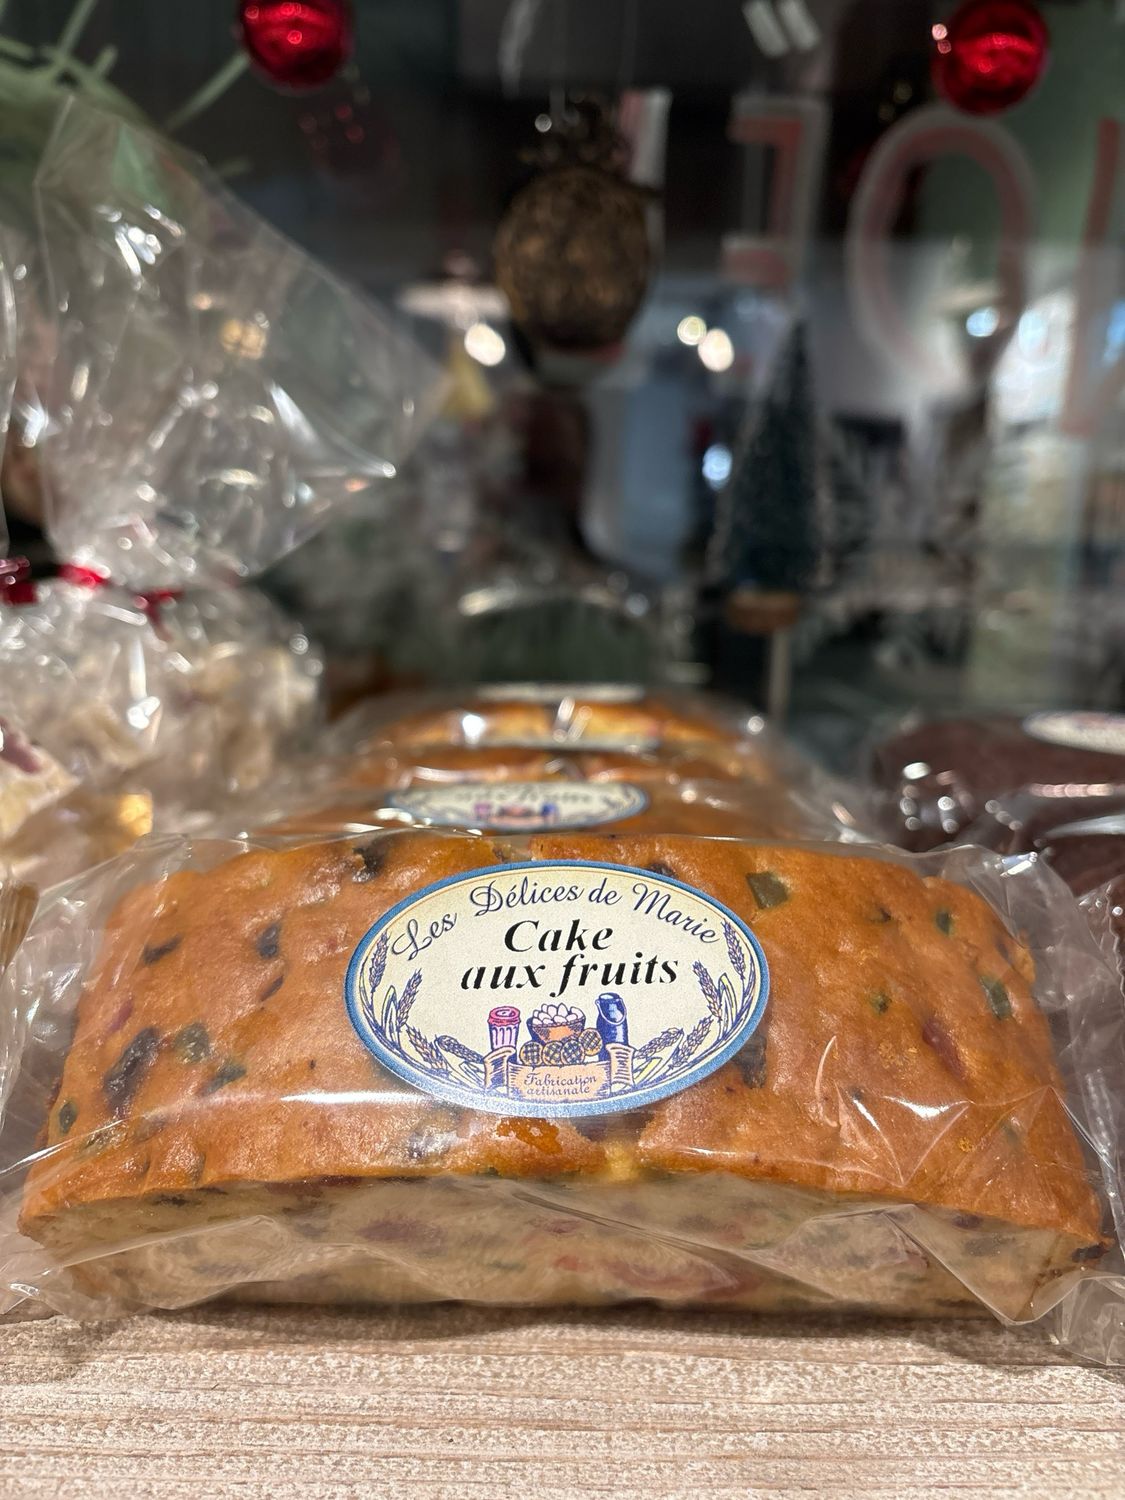 Les Délices de Marie
Cake
aux fruits
Fabrication
artisanale